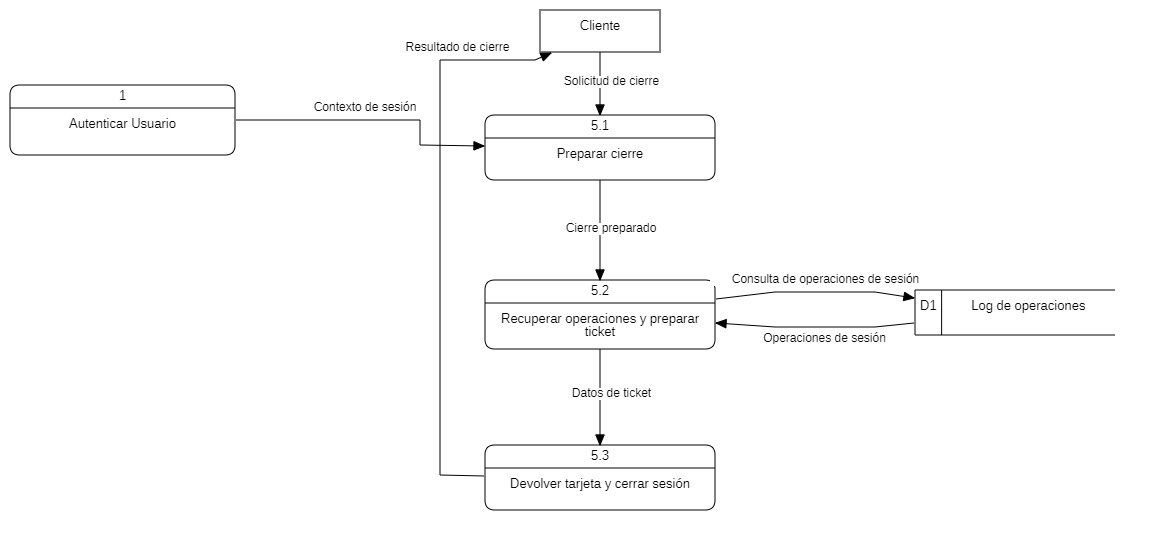 Cliente
Resultado de cierre
Solicitud de cierre
1
Autenticar Usuario
Contexto de sesión
5.1
Preparar cierre
Cierre preparado
5.2
Recuperar operaciones y preparar
ticket
Consulta de operaciones de sesión
D1
Log de operaciones
Operaciones de sesión
Datos de ticket
5.3
Devolver tarjeta y cerrar sesión